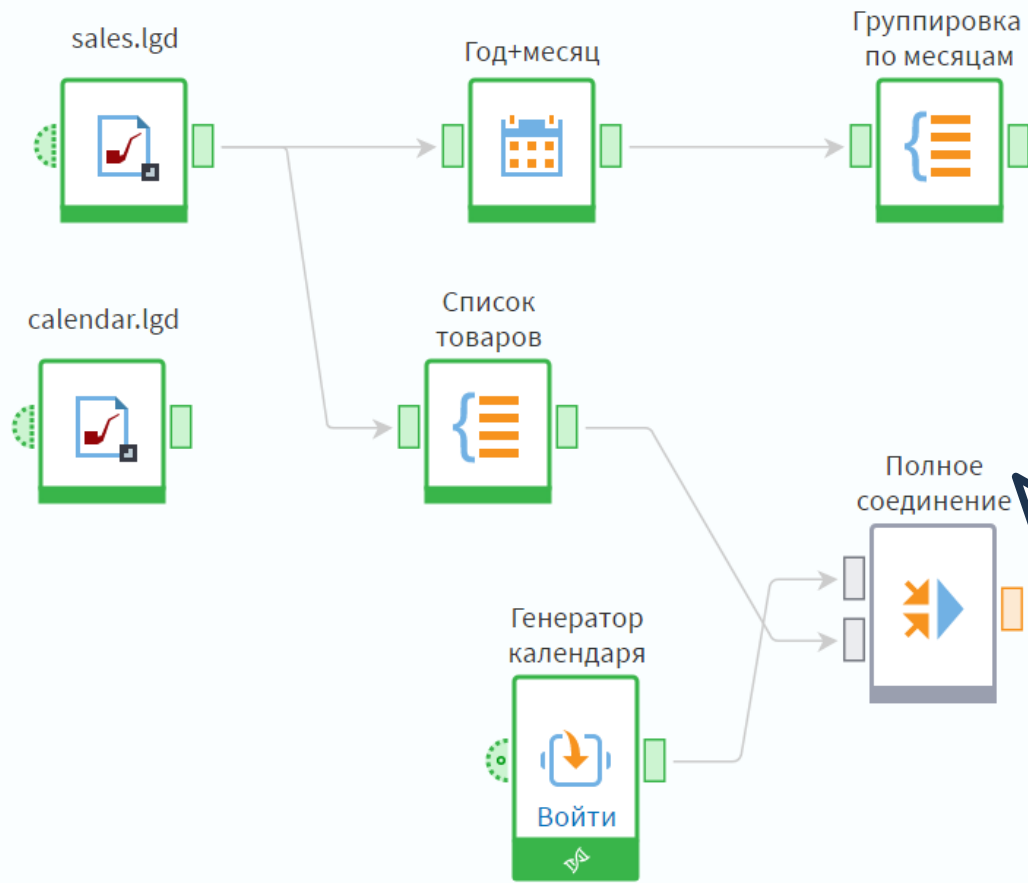 sales.lgd
Год+месяц
Группировка
по месяцам
calendar.lgd
Список
товаров
Полное
соединение
Генератор
календаря
Войти